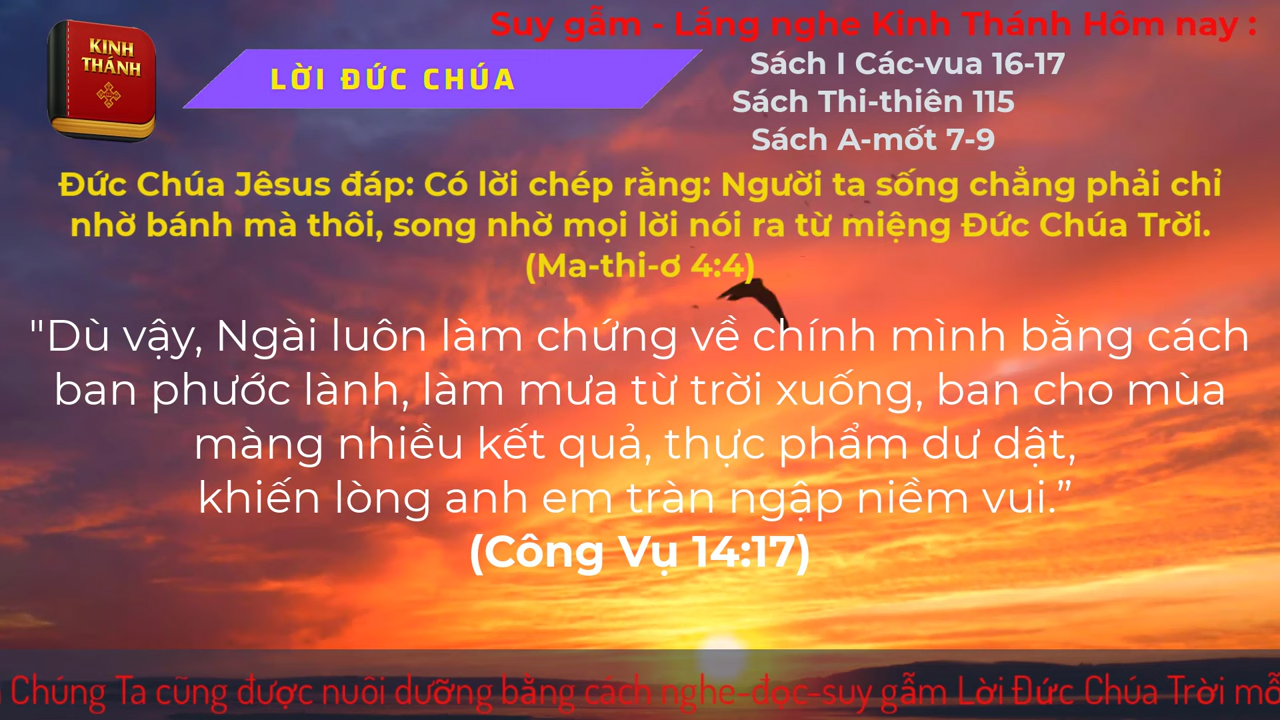 Suy gẫm - Lắng nghe Kinh Thánh Hôm nay :
KINH
THÁNH
LỜI ĐỨC CHÚA
Sách I Các-vua 16-17
Sách Thi-thiên 115
Sách A-mốt 7-9
Đức Chúa Jêsus đáp: Có lời chép rằng: Người ta sống chẳng phải chỉ
nhờ bánh mà thôi, song nhờ mọi lời nói ra từ miệng Đức Chúa Trời.
(Ma-thi-ơ 4:4)
"Dù vậy, Ngài luôn làm chứng về chính mình bằng cách
ban phước lành, làm mưa từ trời xuống, ban cho mùa
màng nhiều kết quả, thực phẩm dư dật,
khiến lòng anh em tràn ngập niềm vui.”
(Công Vụ 14:17)
Chúng Ta cũng được nuôi dưỡng bằng cách nghe-đọc-suy gẫm Lời Đức Chúa Trời